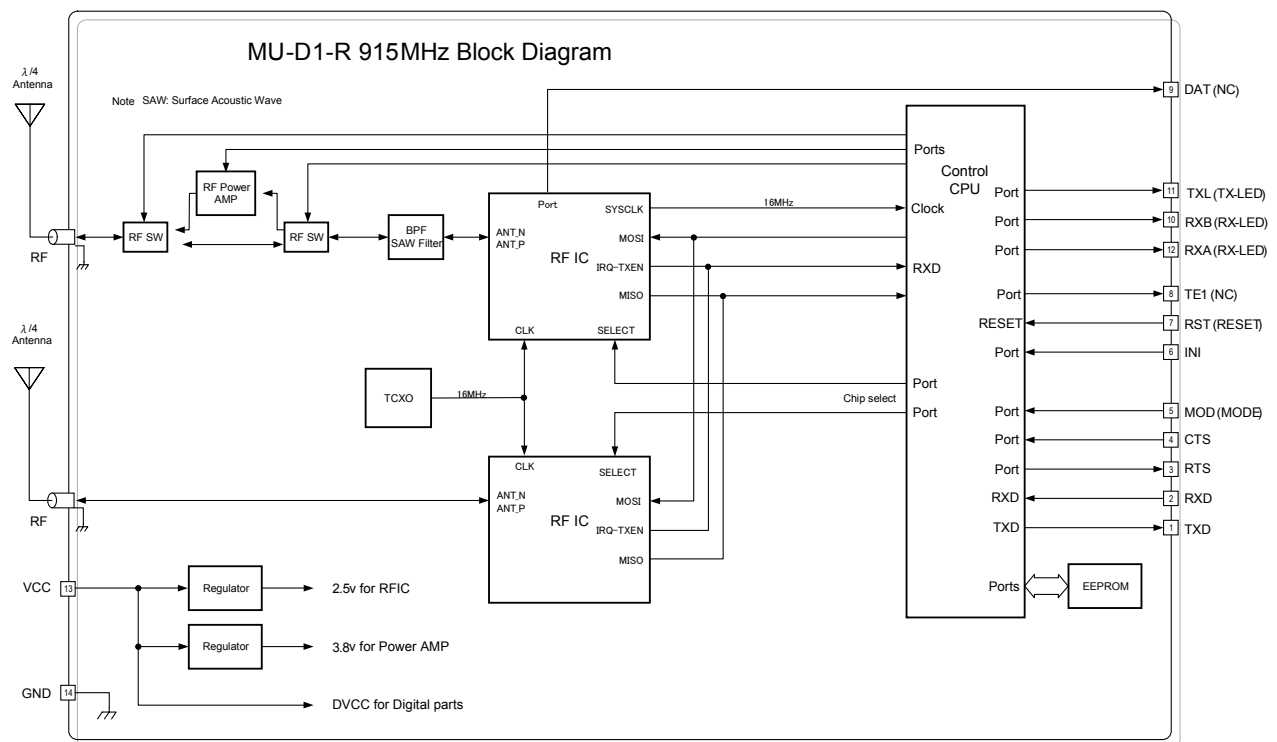 MU-D1-R 915MHz Block Diagram
λ/4
Antenna
Note SAW: Surface Acoustic Wave
9 DAT (NC)
Ports
Control
CPU
RF Power
AMP
Port
SYSCLK
16MHz
Clock
Port
11 TXL (TX-LED)
RF
RF SW
RF SW
BPF
SAW Filter
ANT_N
ANT_P
RF IC
MOSI
IRQ-TXEN
MISO
RXD
Port
10 RXB (RX-LED)
Port
12 RXA (RX-LED)
Port
8 TE1 (NC)
CLK
SELECT
RESET
7 RST (RESET)
λ/4
Antenna
Port
6 INI
TCXO
16MHz
Chip select
Port
Port
Port
5 MOD (MODE)
Port
4 CTS
CLK
SELECT
Port
3 RTS
RF
ANT_N
ANT_P
RF IC
MOSI
IRQ-TXEN
MISO
RXD
2 RXD
TXD
1 TXD
VCC 13
Regulator
2.5v for RFIC
Ports
EEPROM
Regulator
3.8v for Power AMP
GND 14
DVCC for Digital parts